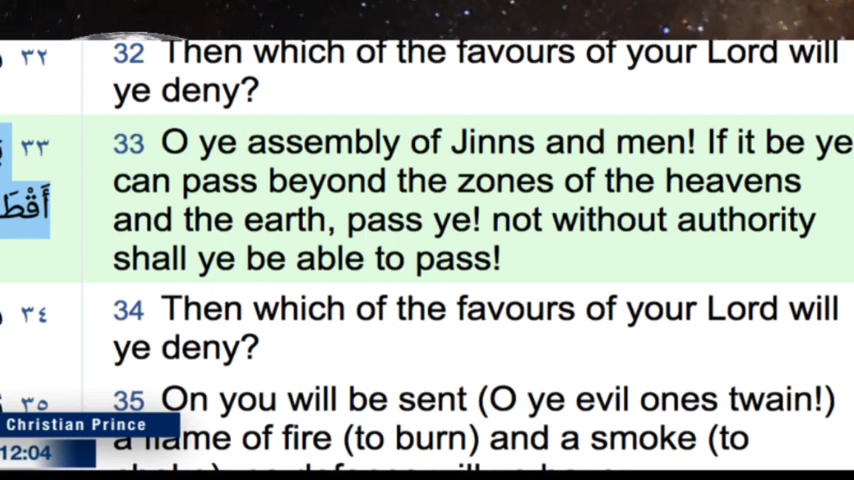 ٣٢ 32 Then which of the favours of your Lord will
ye deny?
٣٣ 33 O ye assembly of Jinns and men! If it be ye
can pass beyond the zones of the heavens
أَقْطَ and the earth, pass ye! not without authority
shall ye be able to pass!
٣٤ 34 Then which of the favours of your Lord will
ye deny?
٣٥ 35 On you will be sent (O ye evil ones twain!)
Christian Prince
a flame of fire (to burn) and a smoke (to
12:04